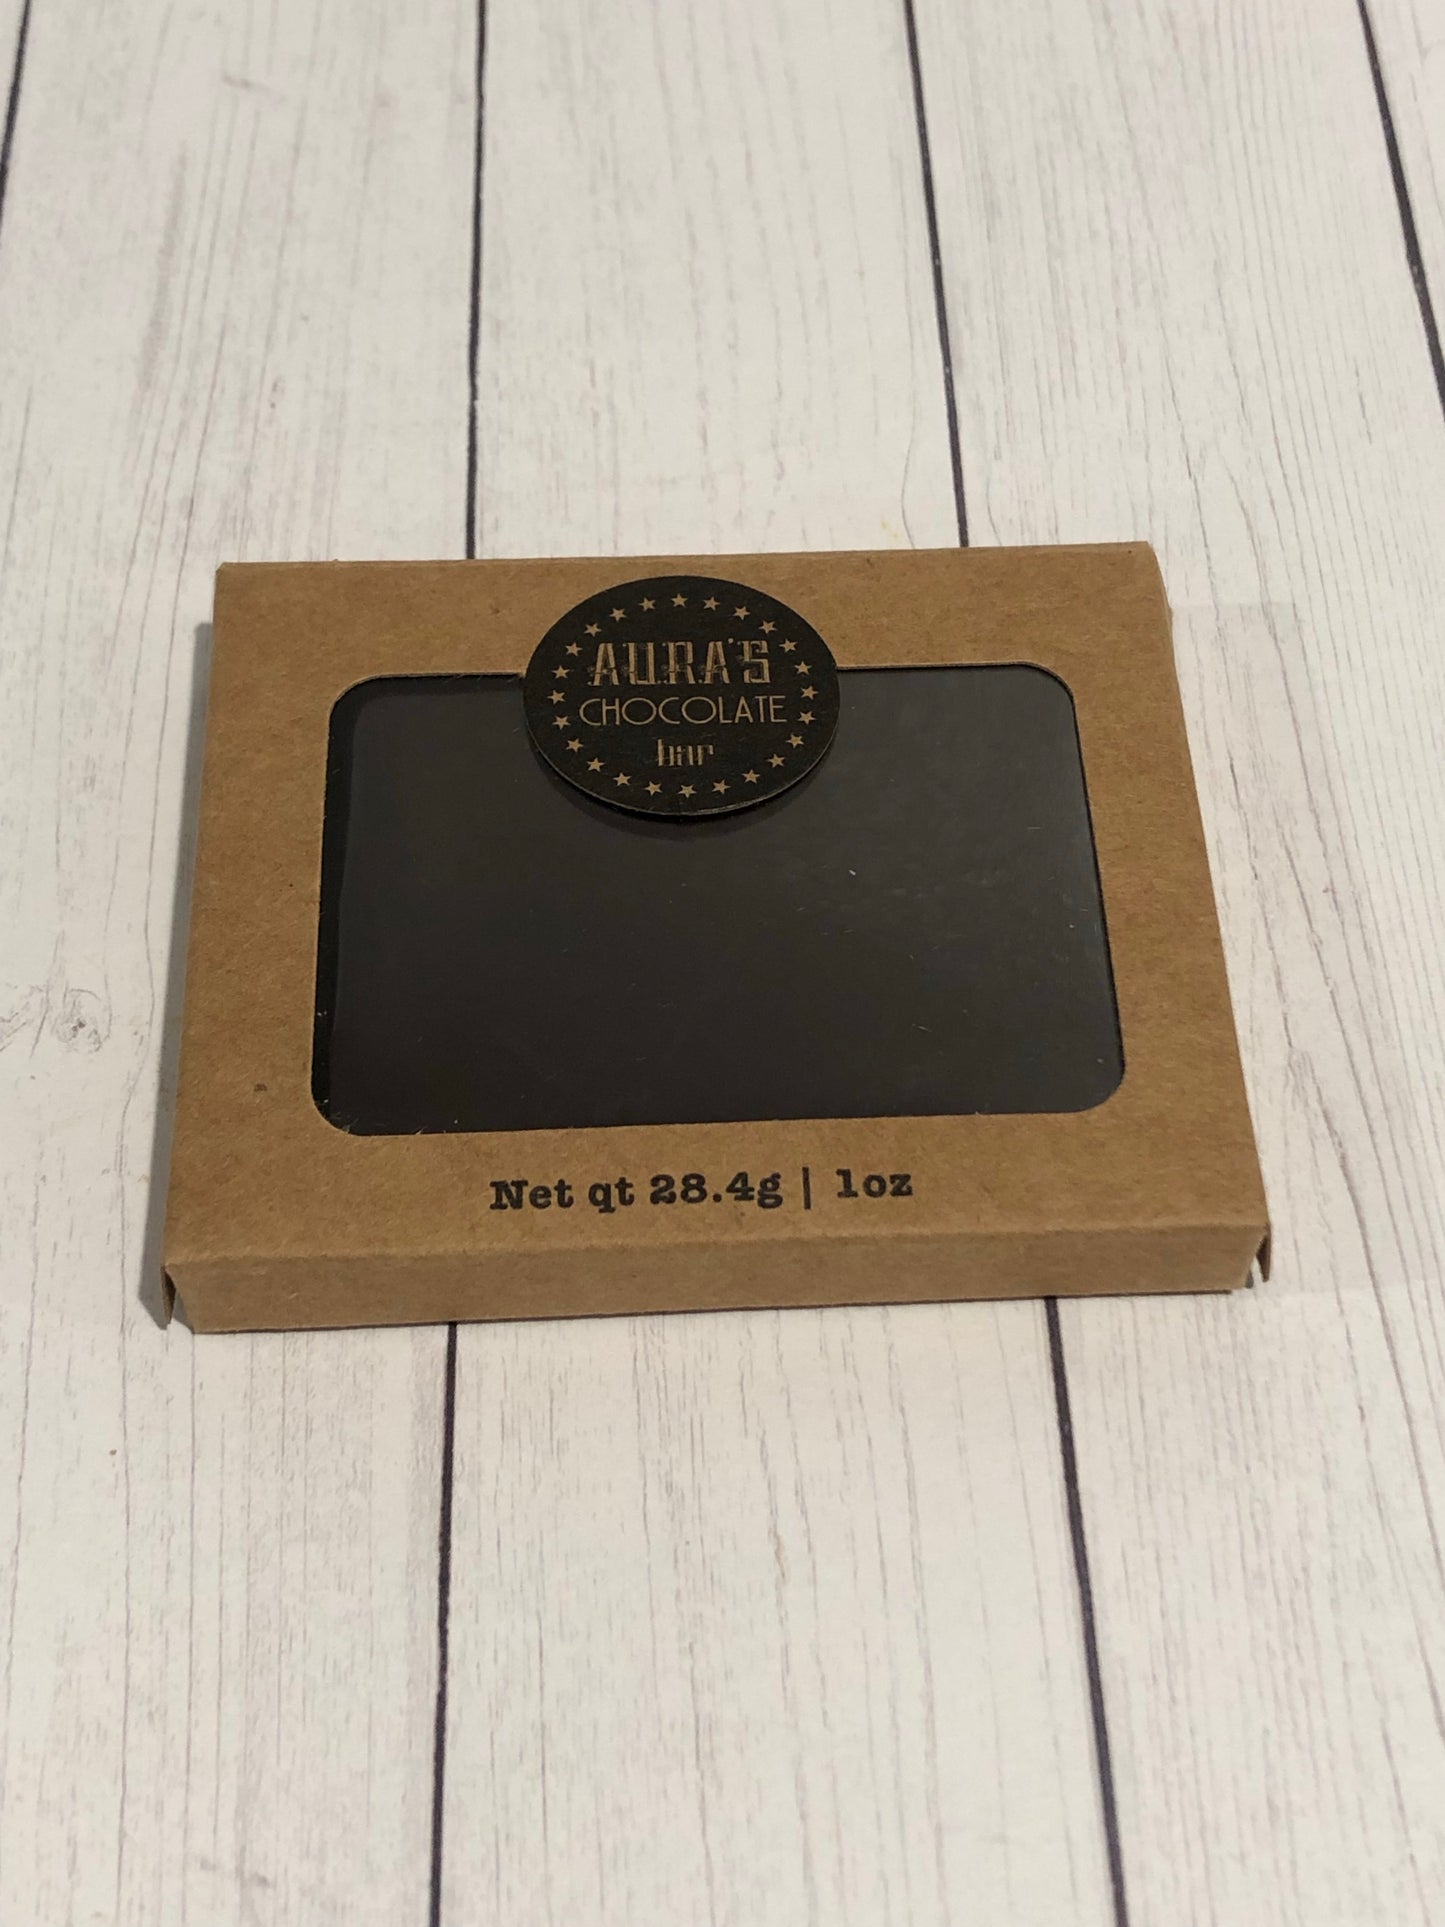 AURA'S
CHOCOLATE
bar
Net qt 28.4g | 1oz